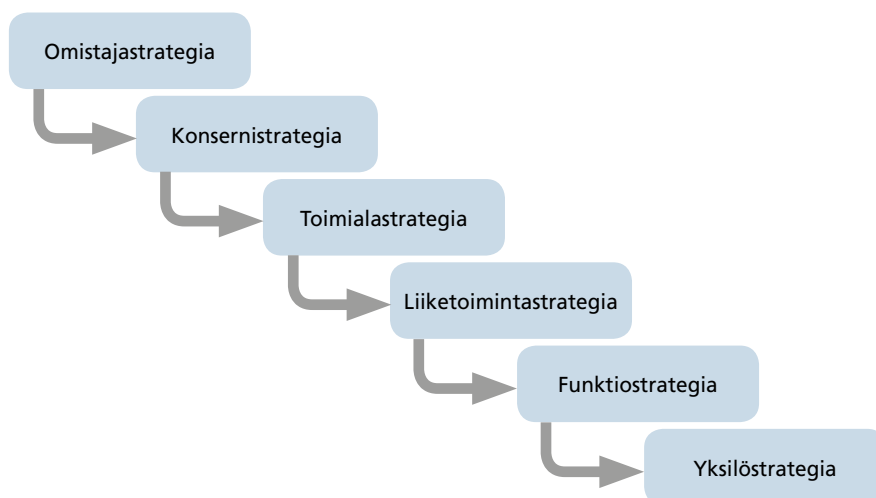 Omistajastrategia
Konsernistrategia
Toimialastrategia
Liiketoimintastrategia
Funktiostrategia
Yksilöstrategia